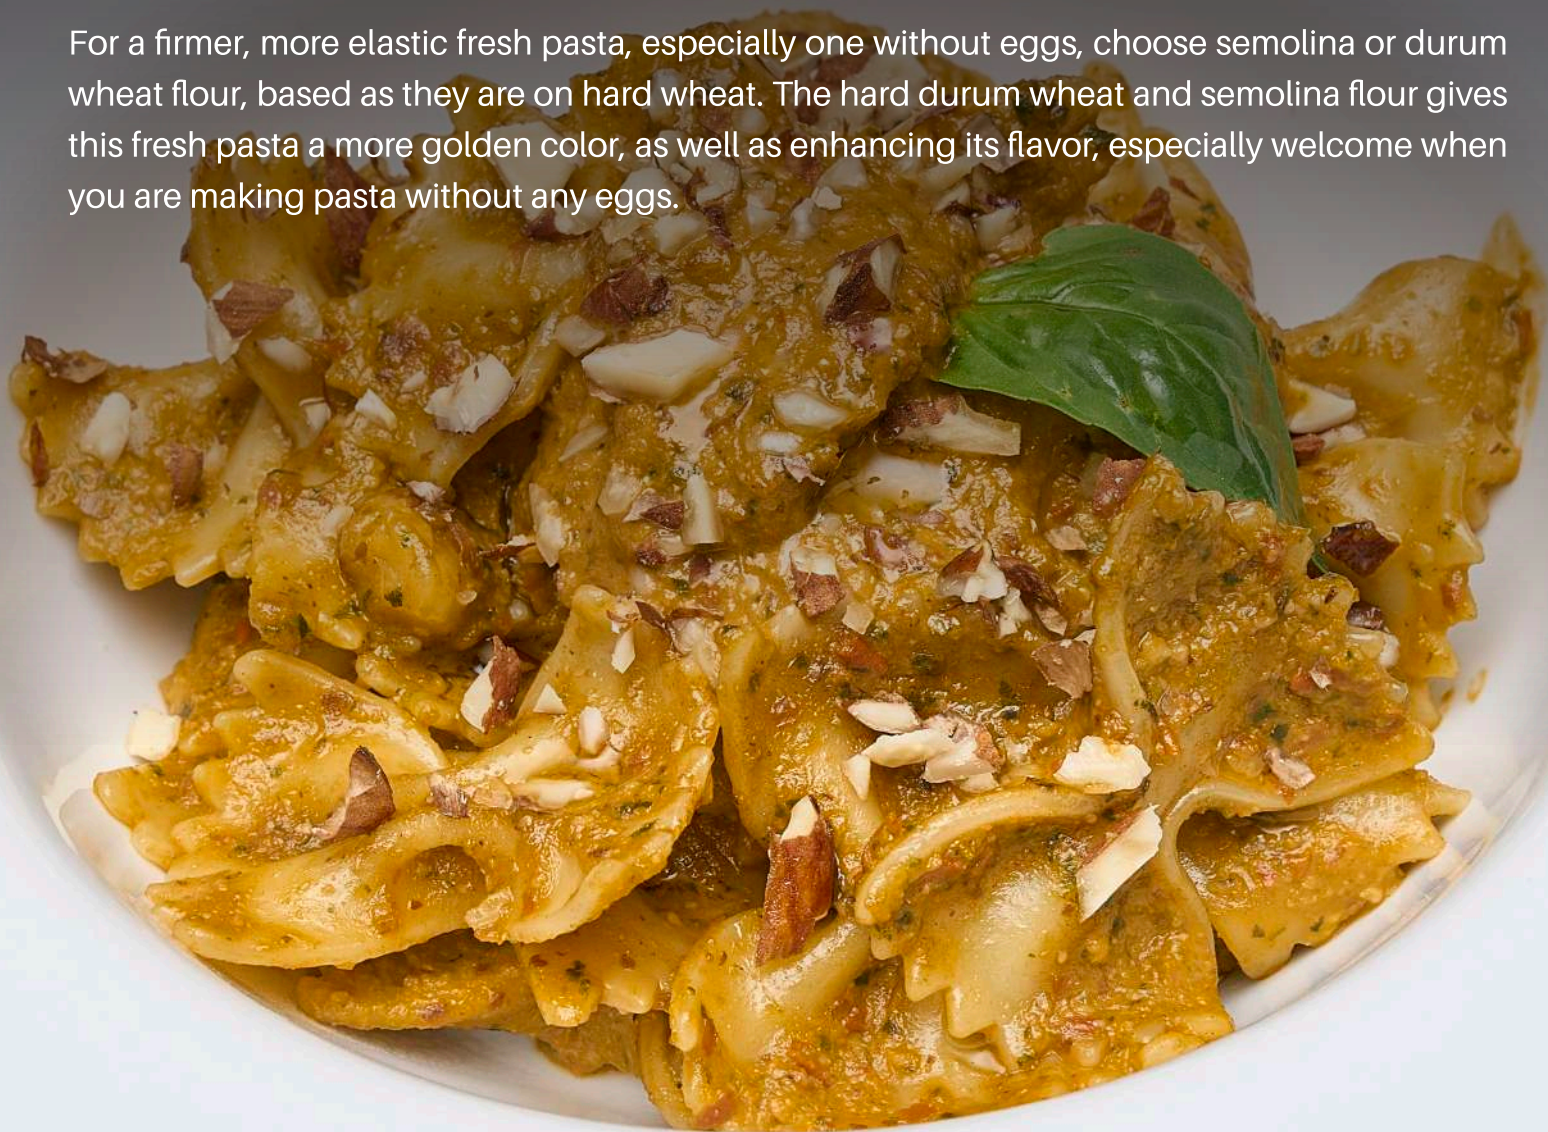 For a firmer, more elastic fresh pasta, especially one without eggs, choose semolina or durum
wheat flour, based as they are on hard wheat. The hard durum wheat and semolina flour gives
this fresh pasta a more golden color, as well as enhancing its flavor, especially welcome when
you are making pasta without any eggs.